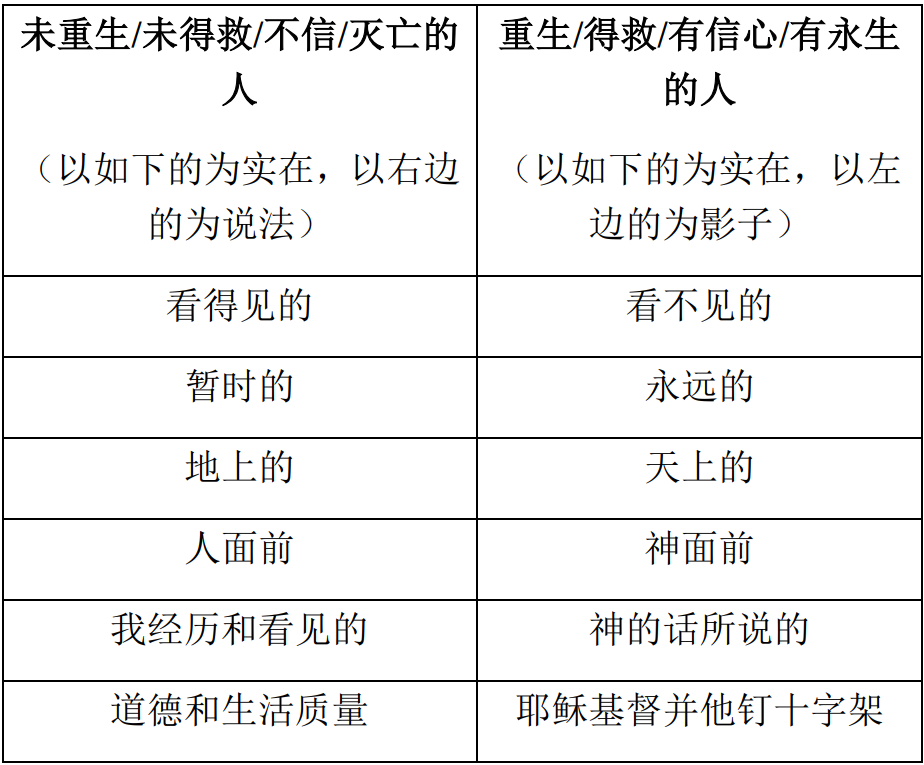 未重生/未得救/不信/灭亡的
人
（以如下的为实在，以右边
的为说法）
重生/得救/有信心/有永生
的人
（以如下的为实在，以左
边的为影子）
看得见的
看不见的
暂时的
永远的
地上的
天上的
人面前
神面前
我经历和看见的
神的话所说的
道德和生活质量
耶稣基督并他钉十字架